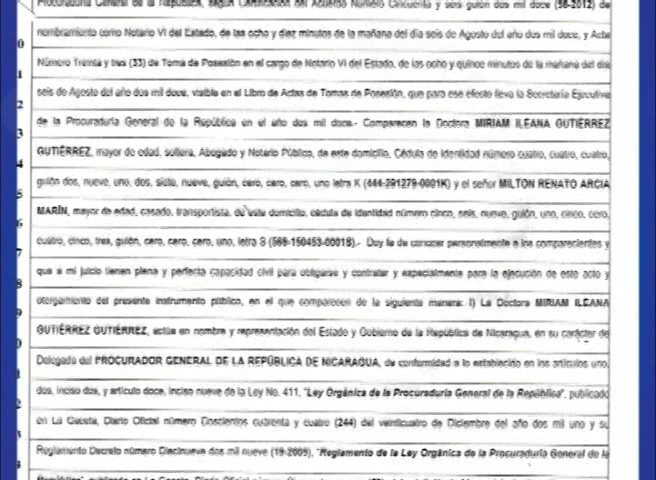 Procuraduría General de la República, según Certificación del Acuerdo Número Cincuenta y seis guión dos mil doce (56-2012) de
nombramiento como Notario VI del Estado, de las ocho y diez minutos de la mañana del día seis de Agosto del año dos mil doce, y Acta
Número Treinta y tres (33) de Toma de Posesión en el cargo de Notario VI del Estado, de las ocho y quince minutos de la mañana del día
seis de Agosto del año dos mil doce, visible en el Libro de Actas de Tomas de Posesión, que para ese efecto lleva la Secretaría Ejecutiva
de la Procuraduría General de la República en el año dos mil doce.- Comparecen la Doctora MIRIAM ILEANA GUTIÉRREZ
GUTIÉRREZ, mayor de edad, soltera, Abogado y Notario Público, de este domicilio, Cédula de Identidad número cuatro, cuatro, cuatro,
guión dos, nueve, uno, dos, siete, nueve, guión, cero, cero, cero, uno letra K (444-291279-0001K) y el señor MILTON RENATO ARCIA
MARÍN, mayor de edad, casado, transportista, de este domicilio, cédula de identidad número cinco, seis, nueve, guión, uno, cinco, cero,
cuatro, cinco, tres, guión, cero, cero, cero, uno, letra S (569-150453-0001S).- Doy fe de conocer personalmente a los comparecientes y
que a mi juicio tienen plena y perfecta capacidad civil para obligarse y contratar y especialmente para la ejecución de este acto y
otorgamiento del presente instrumento público, en el que comparecen de la siguiente manera: I) La Doctora MIRIAM ILEANA
GUTIÉRREZ GUTIÉRREZ, actúa en nombre y representación del Estado y Gobierno de la República de Nicaragua, en su carácter de
Delegada del PROCURADOR GENERAL DE LA REPÚBLICA DE NICARAGUA, de conformidad a lo establecido en los artículos uno,
dos, inciso dos, y artículo doce, inciso nueve de la Ley No. 411, "Ley Orgánica de la Procuraduría General de la República", publicado
en La Gaceta, Diario Oficial número Doscientos cuarenta y cuatro (244) del veinticuatro de Diciembre del año dos mil uno y su
Reglamento Decreto número Diecinueve dos mil nueve (19-2009), "Reglamento de la Ley Orgánica de la Procuraduría General de la
República", publicado en La Gaceta, Diario Oficial